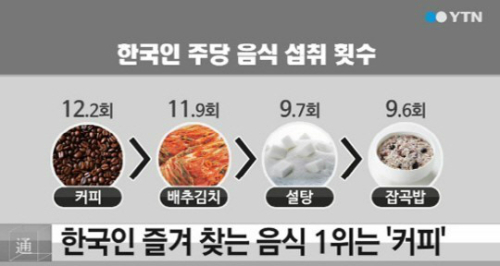 YTN
한국인 주당 음식 섭취 횟수
12.2회 11.9회 9.7회 9.6회
커피 배추김치 설탕 잡곡밥
通 한국인 즐겨 찾는 음식 1위는 '커피'